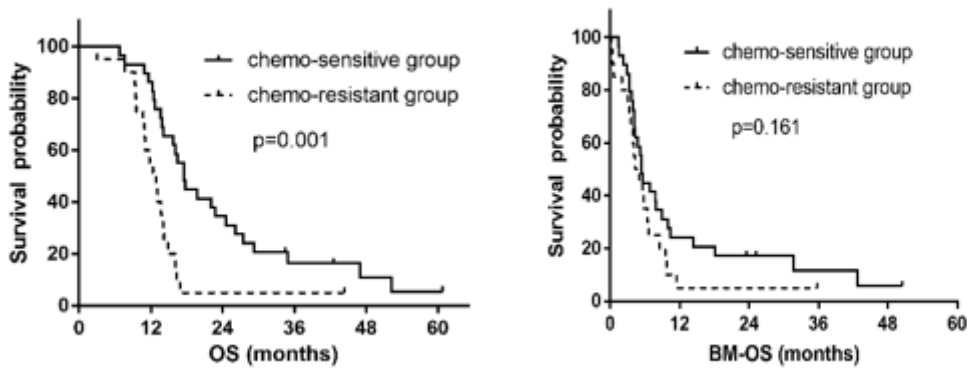 100
80
60
40
20
0
Survival probability
chemo-sensitive group
chemo-resistant group
p=0.001
0 12 24 36 48 60
OS (months)
100
80
60
40
20
0
Survival probability
chemo-sensitive group
chemo-resistant group
p=0.161
0 12 24 36 48 60
BM-OS (months)